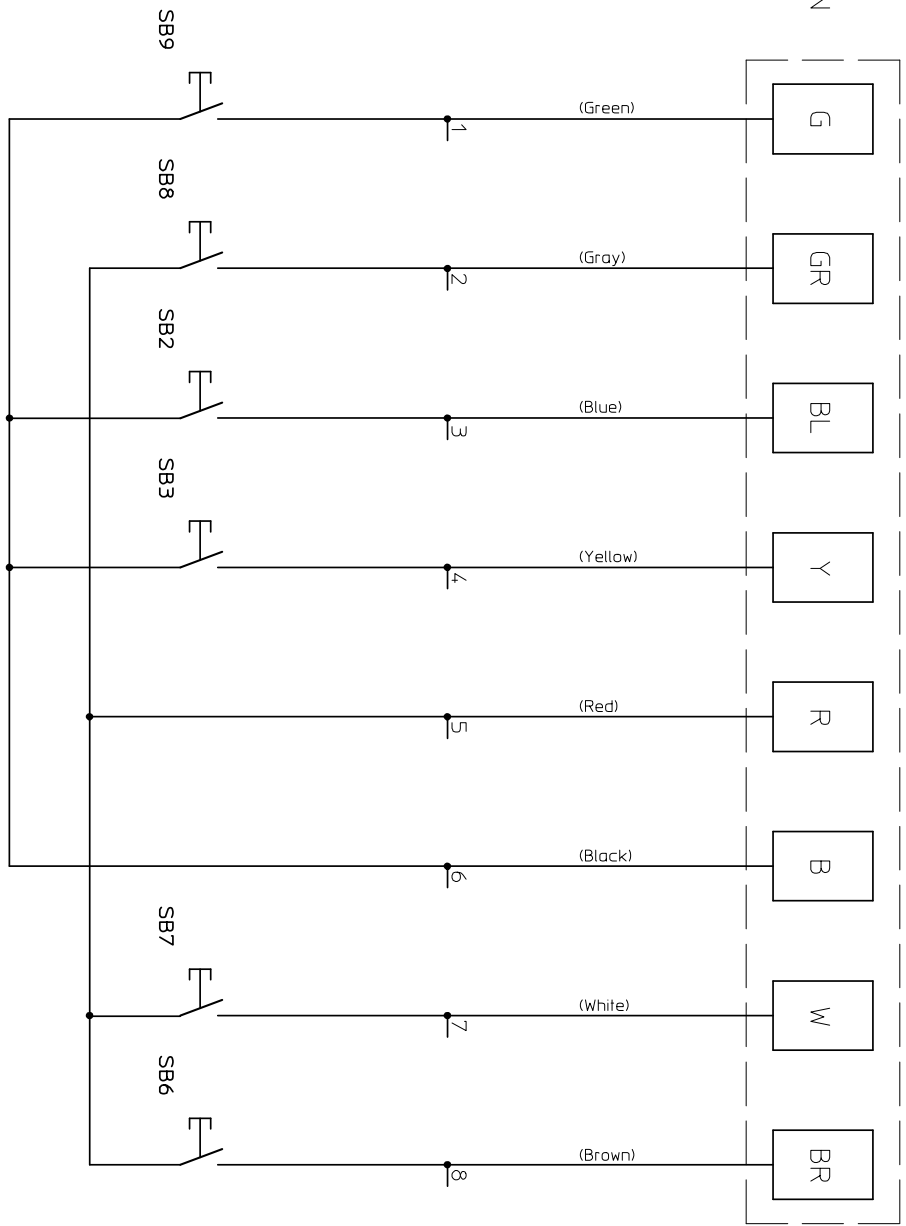 SB9
(Green)
1
G
SB8
(Gray)
2
GR
SB2
(Blue)
3
BL
SB3
(Yellow)
4
Y
(Red)
5
R
(Black)
6
B
SB7
(White)
7
W
SB6
(Brown)
8
BR